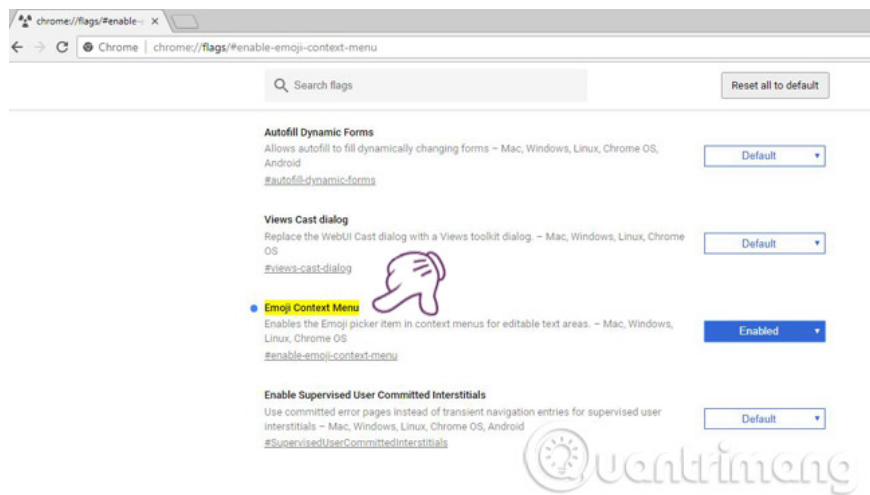 chrome://flags/#enable-e
Chrome | chrome://flags/#enable-emoji-context-menu
Search flags
Reset all to default
Autofill Dynamic Forms
Allows autofill to fill dynamically changing forms – Mac, Windows, Linux, Chrome OS,
Android
#autofill-dynamic-forms
Default
Views Cast dialog
Replace the WebUI Cast dialog with a Views toolkit dialog. – Mac, Windows, Linux, Chrome
OS
#views-cast-dialog
Default
Emoji Context Menu
Enables the Emoji picker item in context menus for editable text areas. – Mac, Windows,
Linux, Chrome OS
#enable-emoji-context-menu
Enabled
Enable Supervised User Committed Interstitials
Use committed error pages instead of transient navigation entries for supervised user
interstitials – Mac, Windows, Linux, Chrome OS, Android
#SupervisedUserCommittedInterstitials
Default
Quantrimang